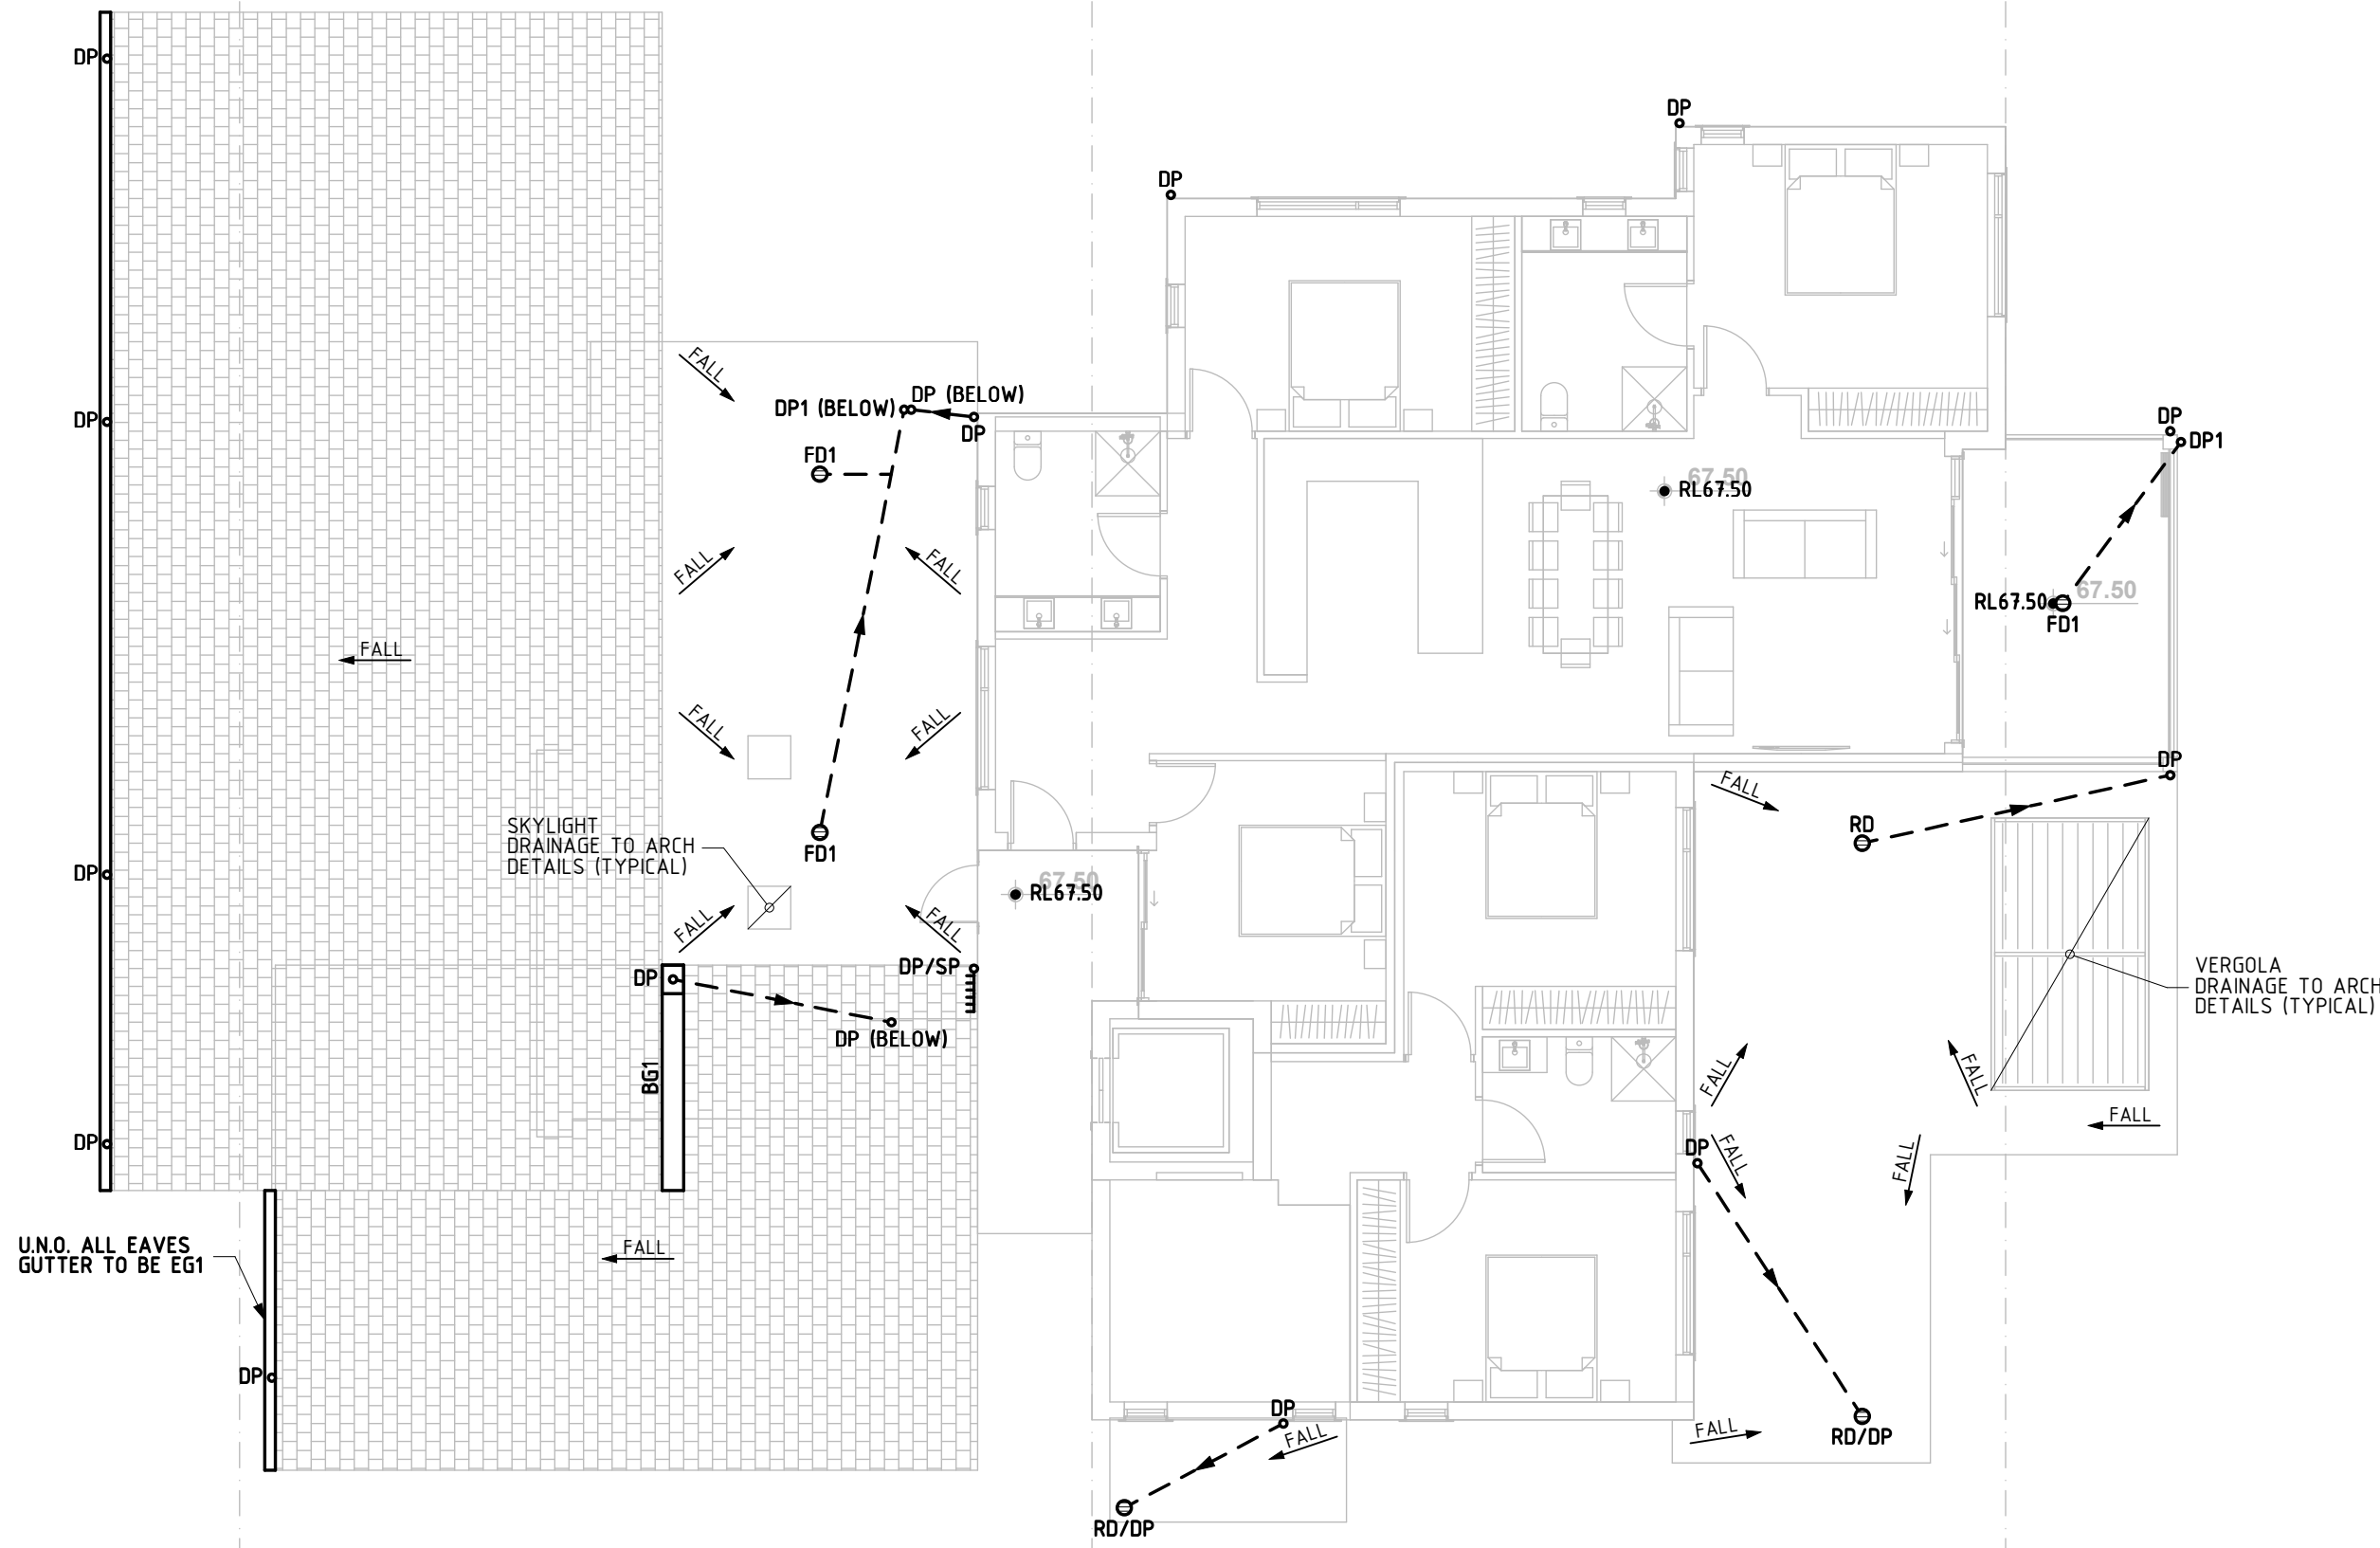 DP
DP
DP
FALL
DP (BELOW)
DP1 (BELOW)
DP
DP
DP
DP1
FD1
67.50
RL67.50
FALL
FALL
67.50
RL67.50
FD1
FALL
FALL
FALL
DP
FALL
SKYLIGHT
DRAINAGE TO ARCH
DETAILS (TYPICAL)
RD
FD1
DP
67.50
RL67.50
FALL
FALL
DP/SP
DP
VERGOLA
DRAINAGE TO ARCH
DETAILS (TYPICAL)
DP (BELOW)
BG1
FALL
FALL
FALL
DP
DP
FALL
FALL
U.N.O. ALL EAVES
GUTTER TO BE EG1
FALL
DP
DP
FALL
FALL
RD/DP
RD/DP